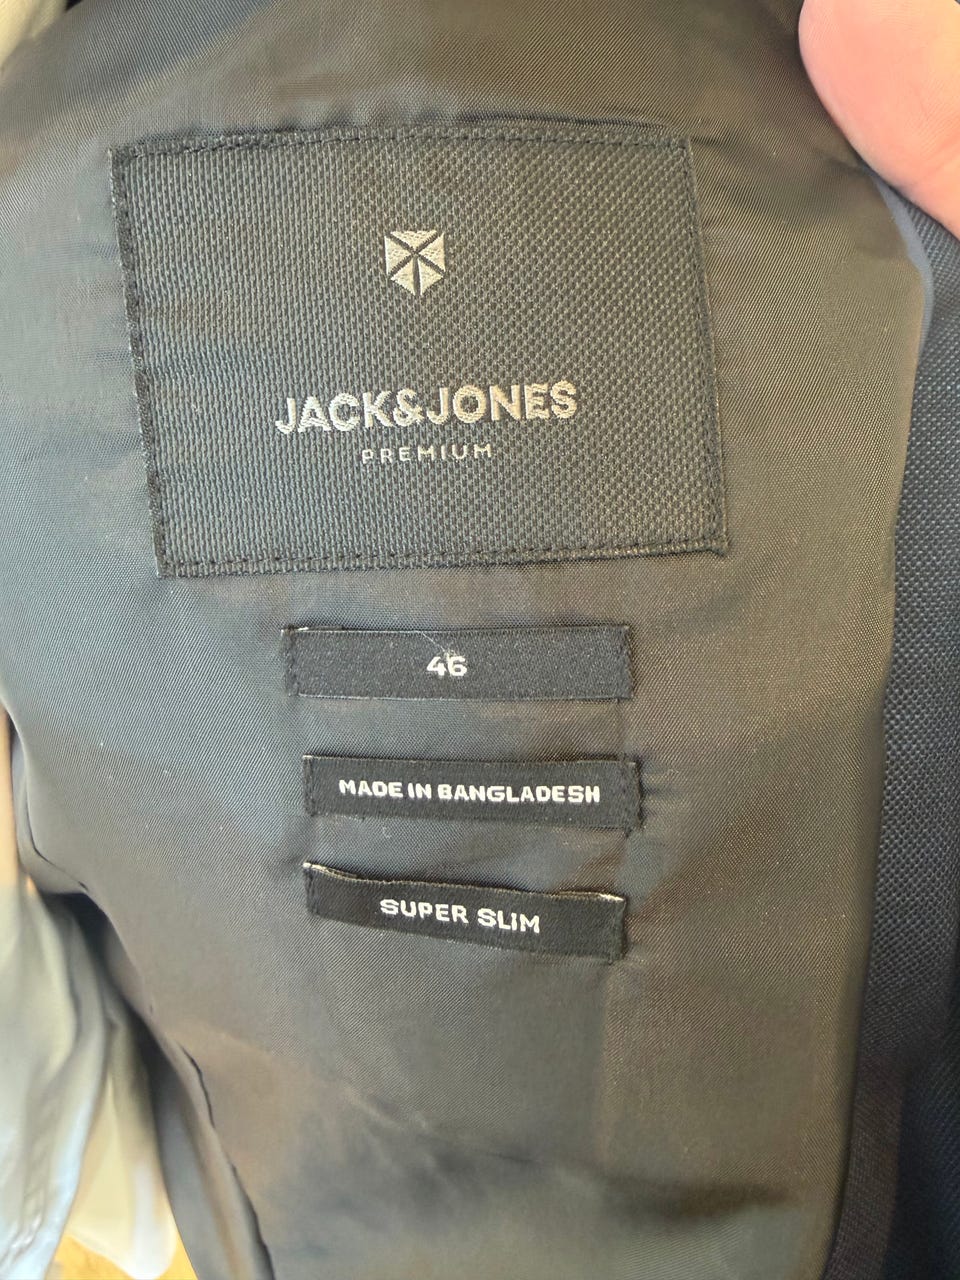 JACK&JONES
PREMIUM
46
MADE IN BANGLADESH
SUPER SLIM